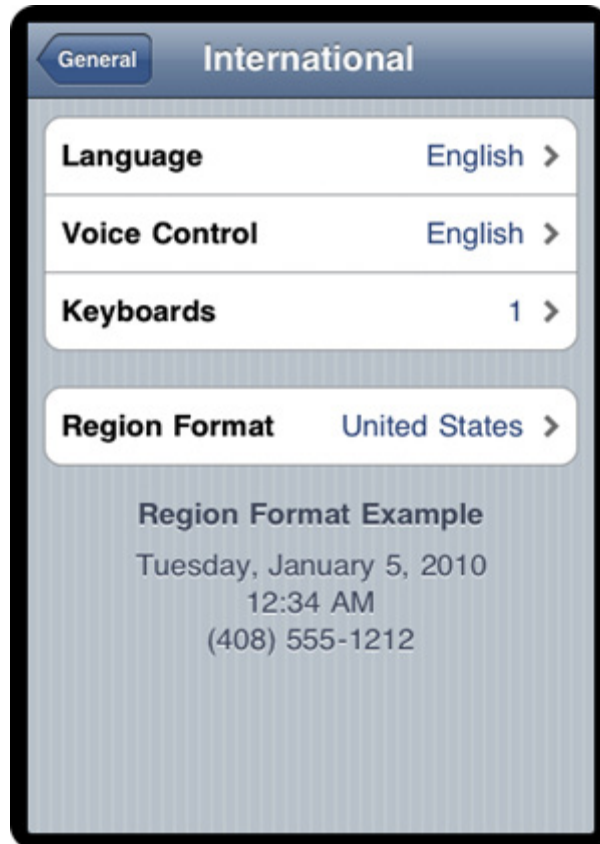 General International
Language English
Voice Control English
Keyboards 1
Region Format United States
Region Format Example
Tuesday, January 5, 2010
12:34 AM
(408) 555-1212